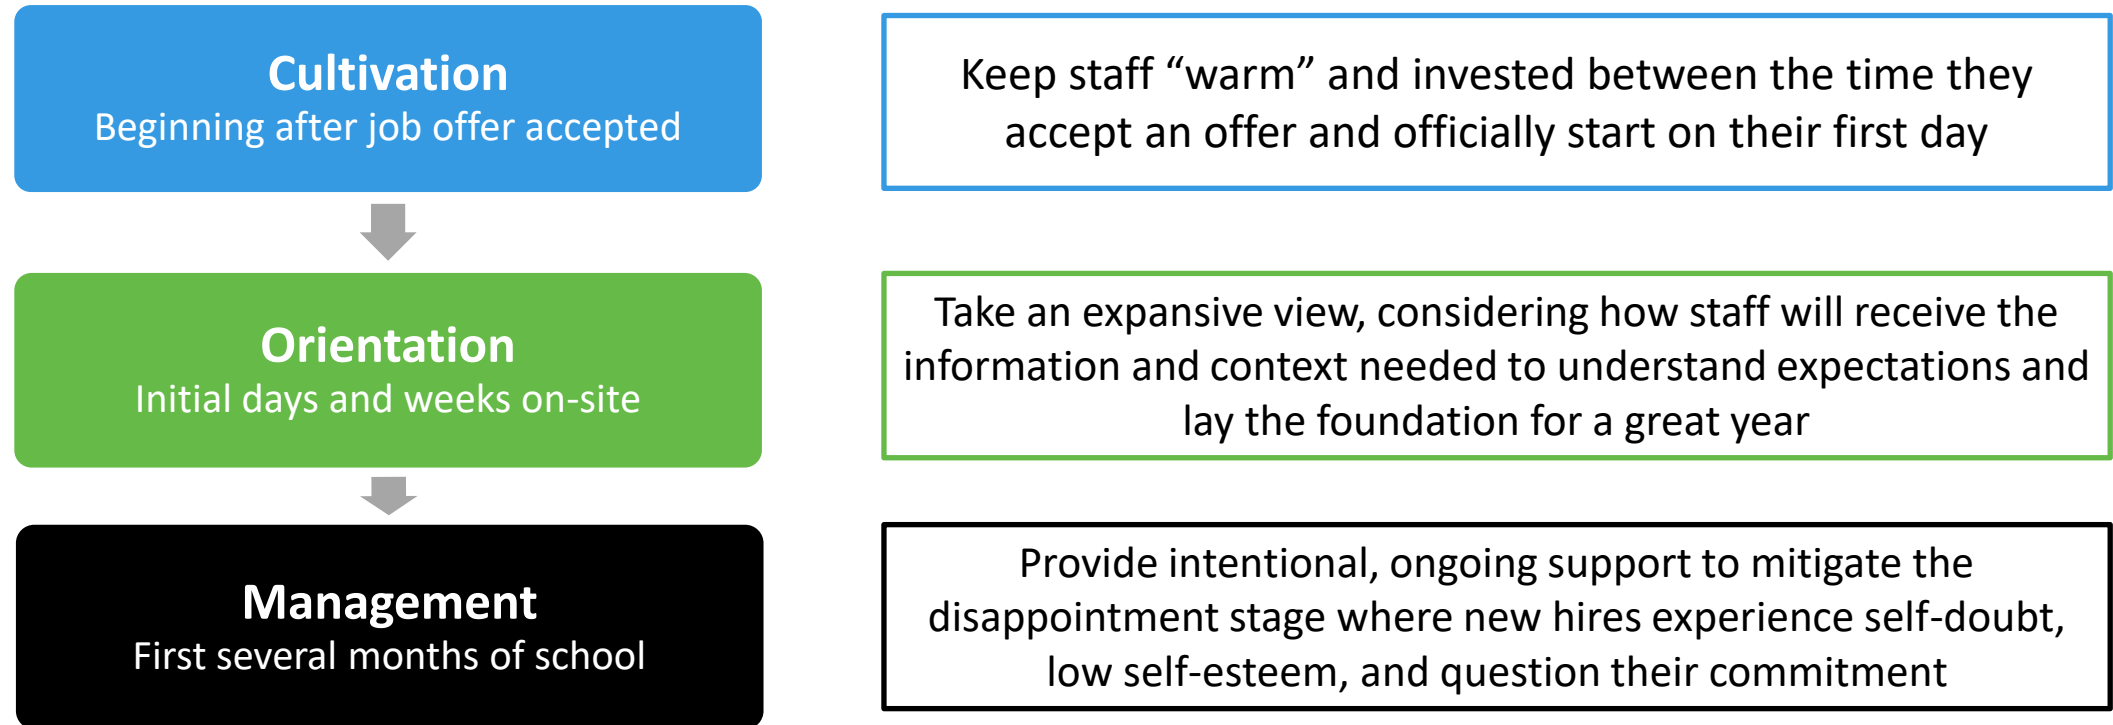 Cultivation
Beginning after job offer accepted
Keep staff “warm” and invested between the time they
accept an offer and officially start on their first day
Orientation
Initial days and weeks on-site
Take an expansive view, considering how staff will receive the
information and context needed to understand expectations and
lay the foundation for a great year
Management
First several months of school
Provide intentional, ongoing support to mitigate the
disappointment stage where new hires experience self-doubt,
low self-esteem, and question their commitment